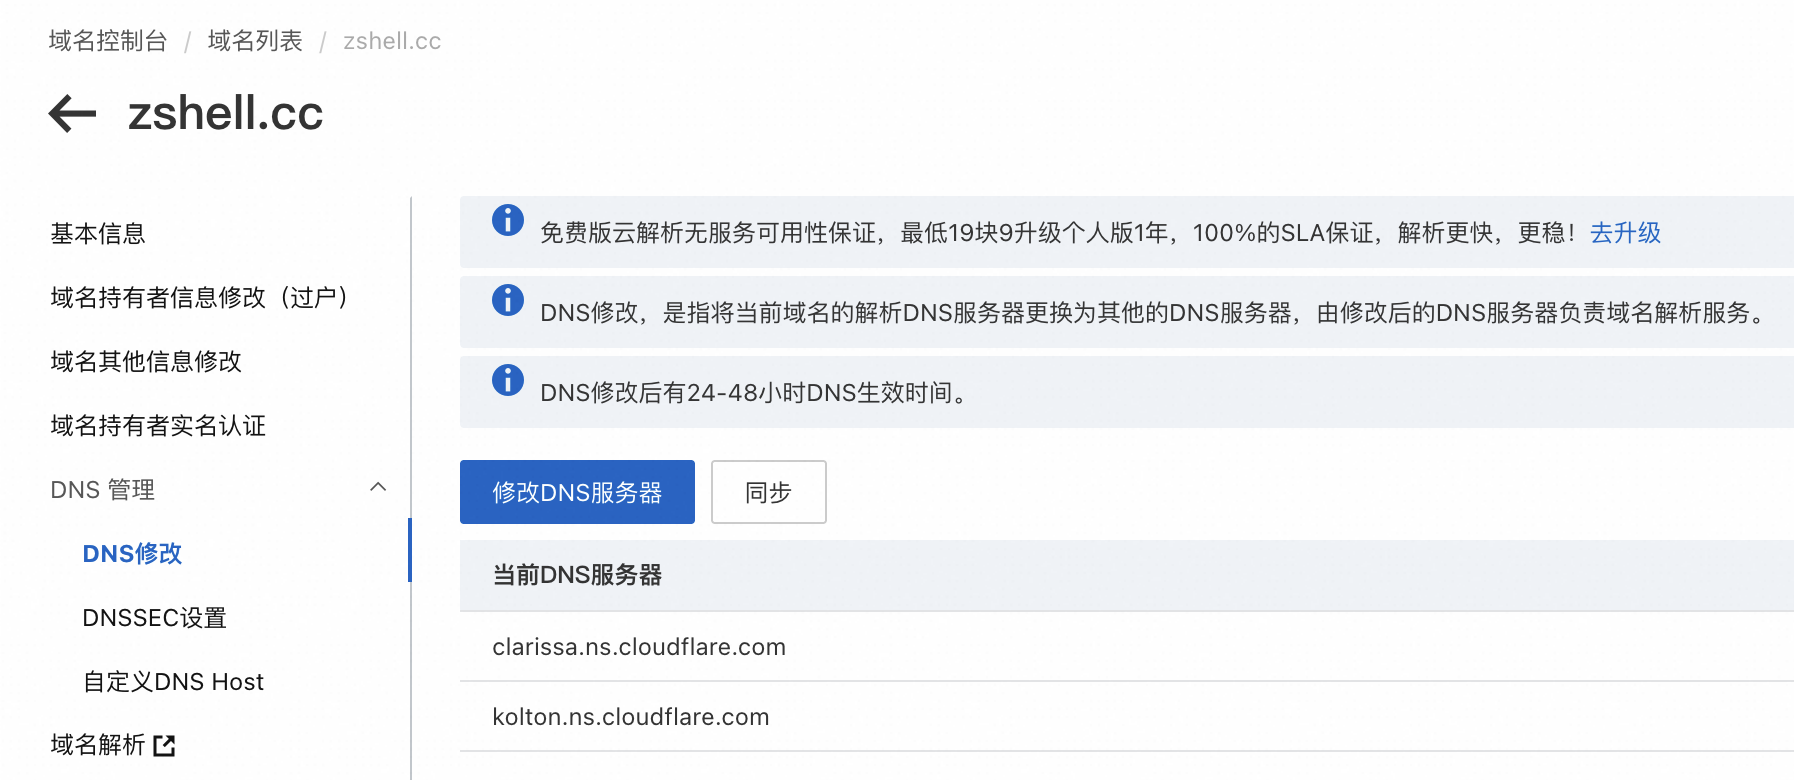 域名控制台 / 域名列表 / zshell.cc
zshell.cc
基本信息
域名持有者信息修改（过户）
域名其他信息修改
域名持有者实名认证
DNS 管理
DNS修改
DNSSEC设置
自定义DNS Host
域名解析
免费版云解析无服务可用性保证，最低19块9升级个人版1年，100%的SLA保证，解析更快，更稳！去升级
DNS修改，是指将当前域名的解析DNS服务器更换为其他的DNS服务器，由修改后的DNS服务器负责域名解析服务。
DNS修改后有24-48小时DNS生效时间。
修改DNS服务器 同步
当前DNS服务器
clarissa.ns.cloudflare.com
kolton.ns.cloudflare.com